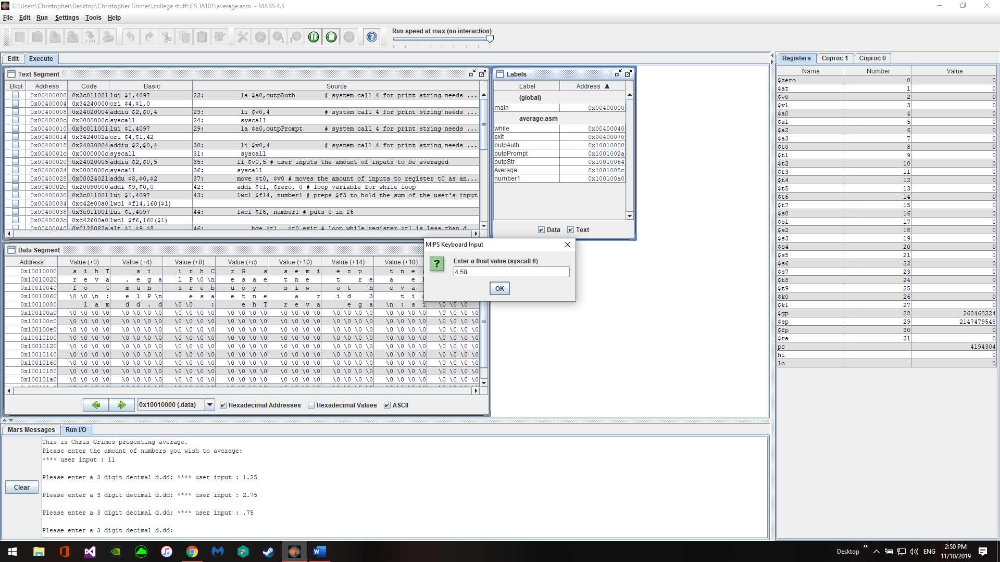 C:\Users\Christopher\Desktop\Christopher Grimes\college stuff\CS 35101\average.asm - MARS 4.5
File Edit Run Settings Tools Help
Run speed at max (no interaction)
Edit Execute
Text Segment
Bkpt Address Code Basic Source
0x00400000 0x3c011001 lui $1,4097 22: la $a0,outpAuth # system call 4 for print string needs ...
0x00400004 0x34240000 ori $4,$1,0
0x00400008 0x24020004 addiu $2,$0,4 23: li $v0,4 # system call 4 for print string needs ...
0x0040000c 0x0000000c syscall 24: syscall
0x00400010 0x3c011001 lui $1,4097 29: la $a0,outpPrompt # system call 4 for print string needs ...
0x00400014 0x3424002a ori $4,$1,42
0x00400018 0x24020004 addiu $2,$0,4 30: li $v0,4 # system call 4 for print string needs ...
0x0040001c 0x0000000c syscall 31: syscall
0x00400020 0x24020005 addiu $2,$0,5 35: li $v0,5 # user inputs the amount of inputs to be averaged
0x00400024 0x0000000c syscall 36: syscall
0x00400028 0x00024021 addu $8,$0,$2 37: move $t0, $v0 # moves the amount of inputs to register t0 as an...
0x0040002c 0x20090000 addi $9,$0,0 42: addi $t1, $zero, 0 # loop variable for while loop
0x00400030 0x3c011001 lui $1,4097 43: lwc1 $f14, number1 # preps $f3 to hold the sum of the user's input
0x00400034 0xc42e00a0 lwc1 $f14,160($1)
0x00400038 0x3c011001 lui $1,4097 44: lwc1 $f6, number1 # puts 0 in f6
0x0040003c 0xc42600a0 lwc1 $f6,160($1)
0x00400040 0x0128082a slt $1,$9,$8 46: bge $t1, $t0 exit # loop while register $t1 is less than d
Labels
Label Address ▲
(global)
main 0x00400000
average.asm
while 0x00400040
exit 0x00400070
outpAuth 0x10010000
outpPrompt 0x1001002a
outpStr 0x10010064
Average 0x1001008c
number1 0x100100a0
Data Text
Data Segment
Address Value (+0) Value (+4) Value (+8) Value (+c) Value (+10) Value (+14) Value (+18)
0x10010000 s i h T s i i r h C r G s s e m i e r p t n e s
0x10010020 r e v a . e g a l P \0 \n e s a e t n e t r e a e h
0x10010040 f o t m u n s r e b u o y s i w o t h e v a
0x10010060 \0 \0 \n : e l P \n e s a e t n e a r i d 3 t i g
0x10010080 l a m d d . d \0 \0 : e h T r e v a e g a \n : s i \0 \0 \0
0x100100a0 \0 \0 \0 \0 \0 \0 \0 \0 \0 \0 \0 \0 \0 \0 \0 \0 \0 \0 \0 \0 \0 \0 \0 \0 \0 \0 \0 \0 \0 \0 \0 \0
0x100100c0 \0 \0 \0 \0 \0 \0 \0 \0 \0 \0 \0 \0 \0 \0 \0 \0 \0 \0 \0 \0 \0 \0 \0 \0 \0 \0 \0 \0 \0 \0 \0 \0
0x100100e0 \0 \0 \0 \0 \0 \0 \0 \0 \0 \0 \0 \0 \0 \0 \0 \0 \0 \0 \0 \0 \0 \0 \0 \0 \0 \0 \0 \0 \0 \0 \0 \0
0x10010100 \0 \0 \0 \0 \0 \0 \0 \0 \0 \0 \0 \0 \0 \0 \0 \0 \0 \0 \0 \0 \0 \0 \0 \0 \0 \0 \0 \0 \0 \0 \0 \0
0x10010120 \0 \0 \0 \0 \0 \0 \0 \0 \0 \0 \0 \0 \0 \0 \0 \0 \0 \0 \0 \0 \0 \0 \0 \0 \0 \0 \0 \0 \0 \0 \0 \0
0x10010140 \0 \0 \0 \0 \0 \0 \0 \0 \0 \0 \0 \0 \0 \0 \0 \0 \0 \0 \0 \0 \0 \0 \0 \0 \0 \0 \0 \0 \0 \0 \0 \0
0x10010160 \0 \0 \0 \0 \0 \0 \0 \0 \0 \0 \0 \0 \0 \0 \0 \0 \0 \0 \0 \0 \0 \0 \0 \0 \0 \0 \0 \0 \0 \0 \0 \0
0x10010180 \0 \0 \0 \0 \0 \0 \0 \0 \0 \0 \0 \0 \0 \0 \0 \0 \0 \0 \0 \0 \0 \0 \0 \0 \0 \0 \0 \0 \0 \0 \0 \0
0x100101a0 \0 \0 \0 \0 \0 \0 \0 \0 \0 \0 \0 \0 \0 \0 \0 \0 \0 \0 \0 \0 \0 \0 \0 \0 \0 \0 \0 \0 \0 \0 \0 \0
0x10010000 (.data) Hexadecimal Addresses Hexadecimal Values ASCII
MIPS Keyboard Input
Enter a float value (syscall 6)
4.58
OK
Registers Coproc 1 Coproc 0
Name Number Value
$zero 0 0
$at 1 0
$v0 2 0
$v1 3 0
$a0 4 0
$a1 5 0
$a2 6 0
$a3 7 0
$t0 8 0
$t1 9 0
$t2 10 0
$t3 11 0
$t4 12 0
$t5 13 0
$t6 14 0
$t7 15 0
$s0 16 0
$s1 17 0
$s2 18 0
$s3 19 0
$s4 20 0
$s5 21 0
$s6 22 0
$s7 23 0
$t8 24 0
$t9 25 0
$k0 26 0
$k1 27 0
$gp 28 268468224
$sp 29 2147479548
$fp 30 0
$ra 31 0
pc 4194304
hi 0
lo 0
Mars Messages Run I/O
Clear
This is Chris Grimes presenting average.
Please enter the amount of numbers you wish to average:
**** user input : 11
Please enter a 3 digit decimal d.dd: **** user input : 1.25
Please enter a 3 digit decimal d.dd: **** user input : 2.75
Please enter a 3 digit decimal d.dd: **** user input : .75
Please enter a 3 digit decimal d.dd:
Desktop ENG 2:50 PM
11/10/2019